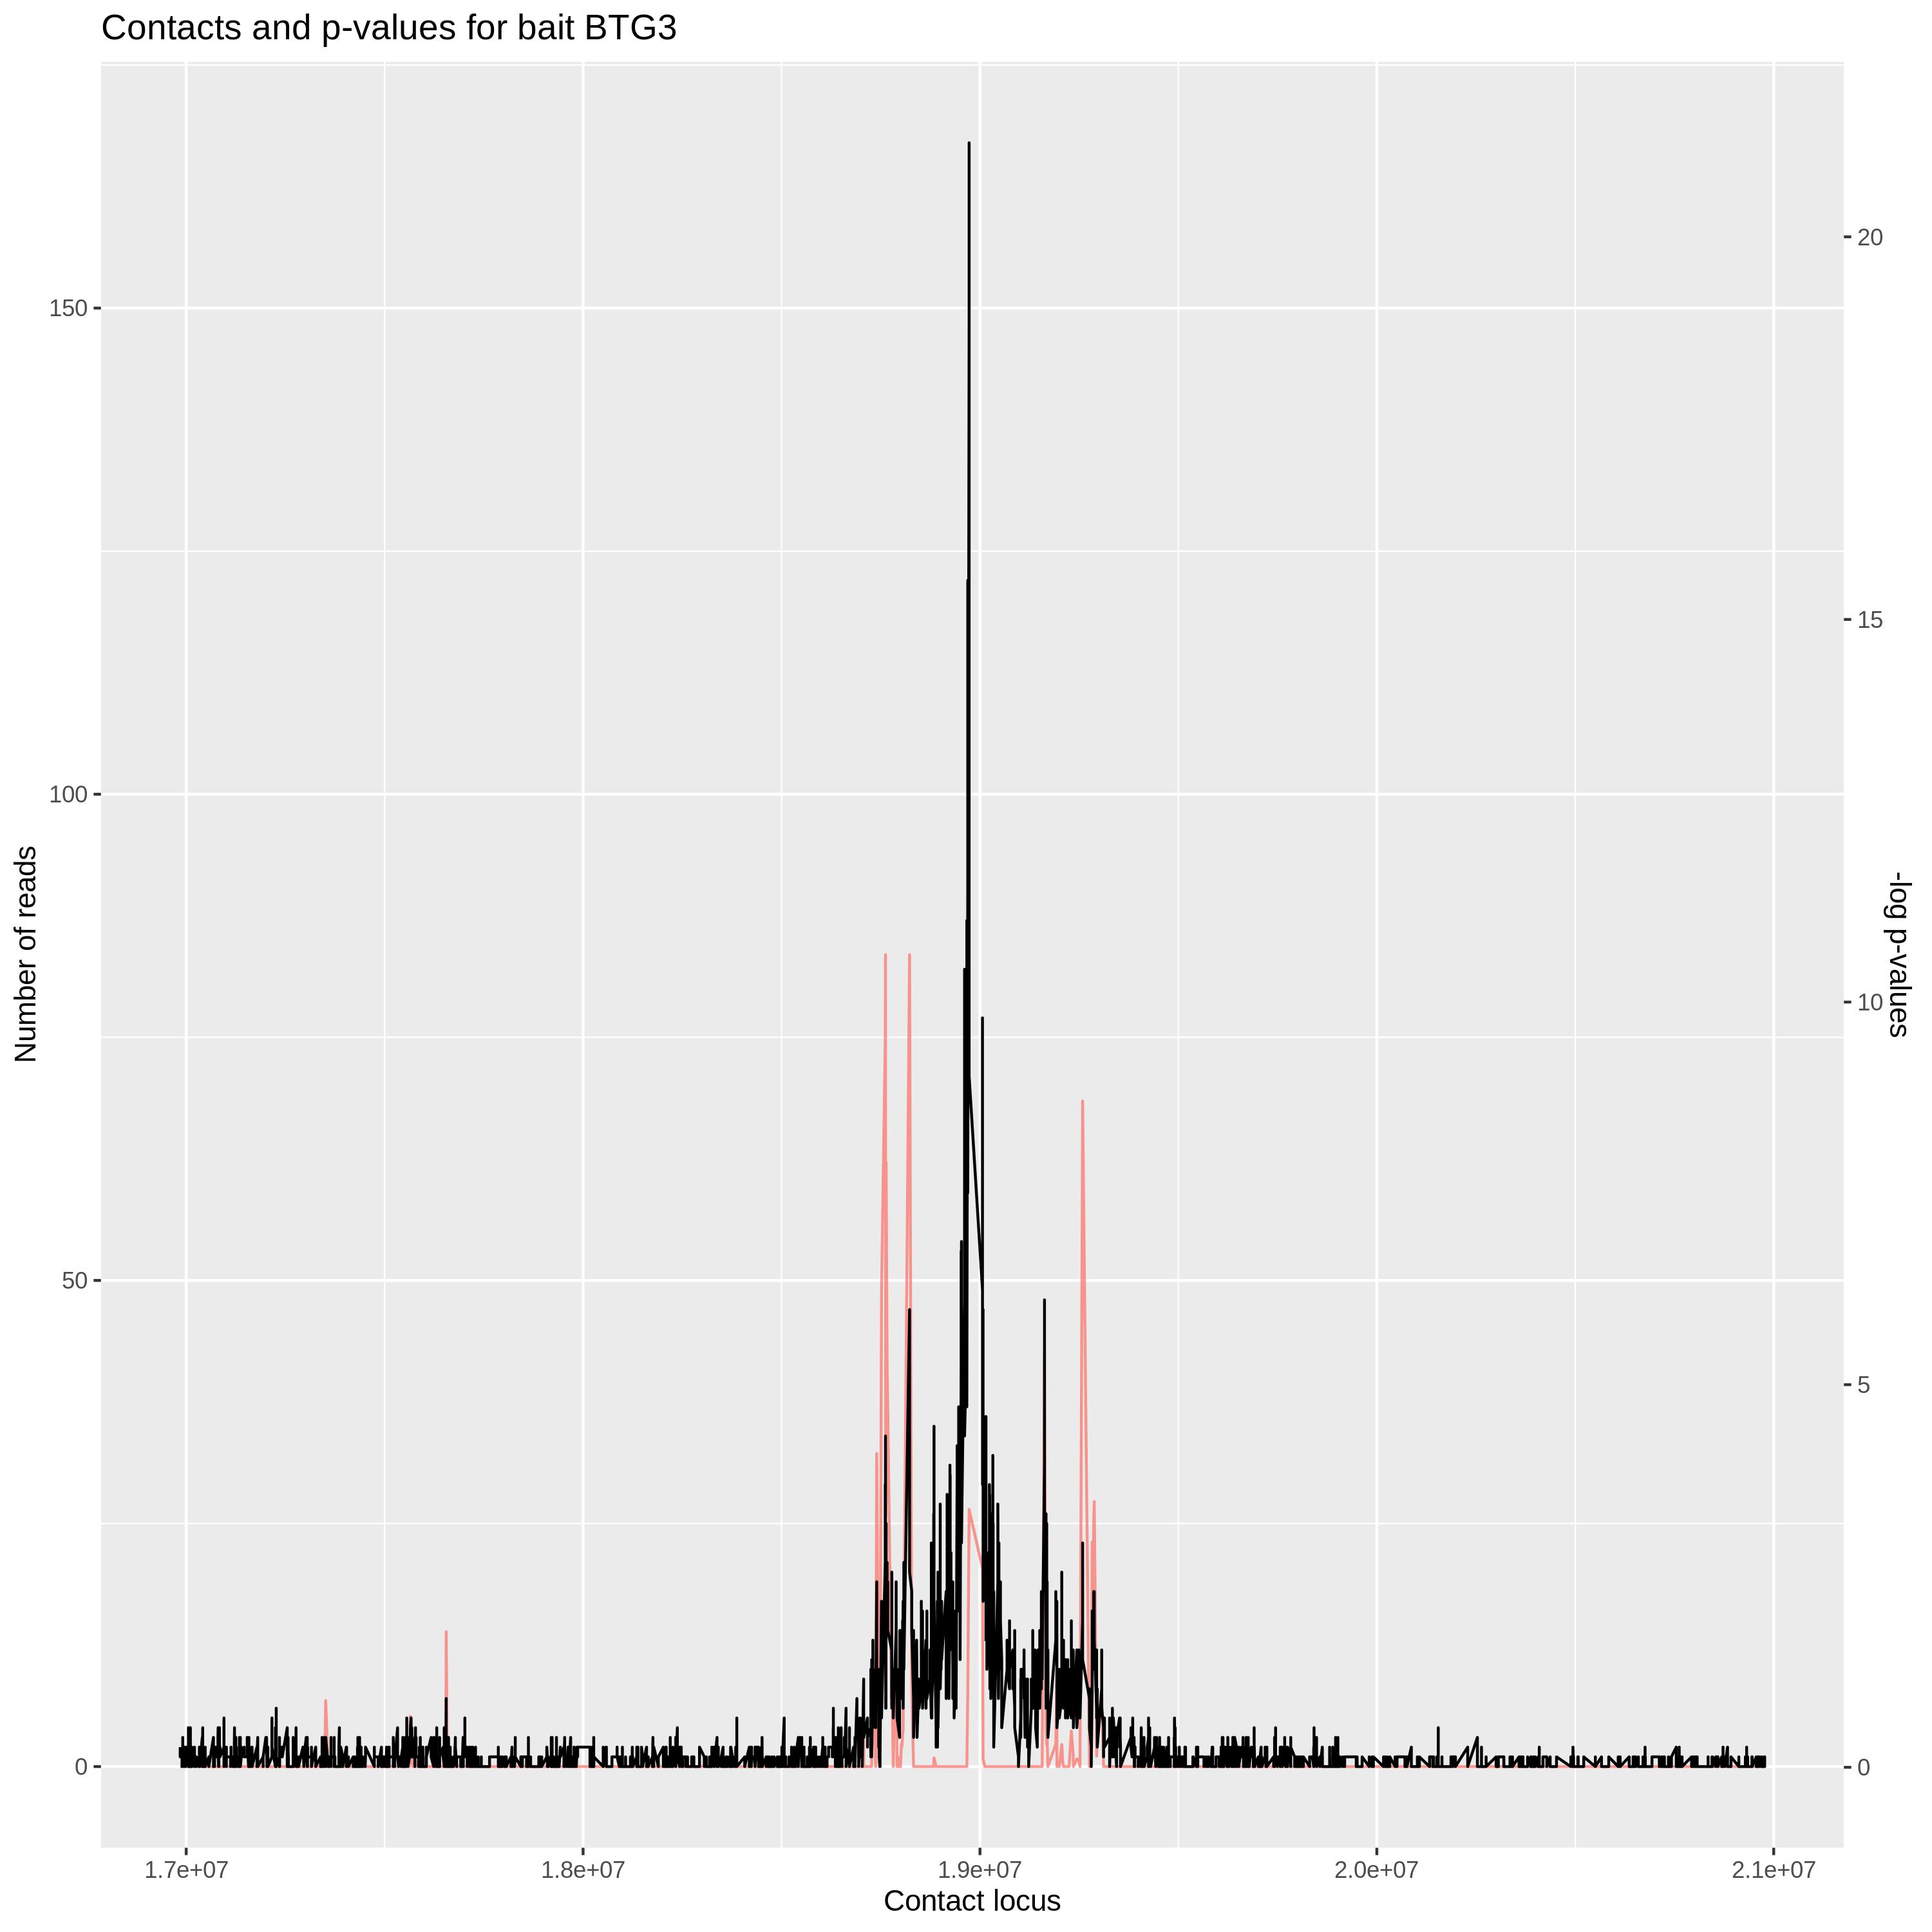 Contacts and p-values for bait BTG3
150
100
50
0
Number of reads
20
15
10
5
0
-log p-values
1.7e+07
1.8e+07
1.9e+07
2.0e+07
2.1e+07
Contact locus